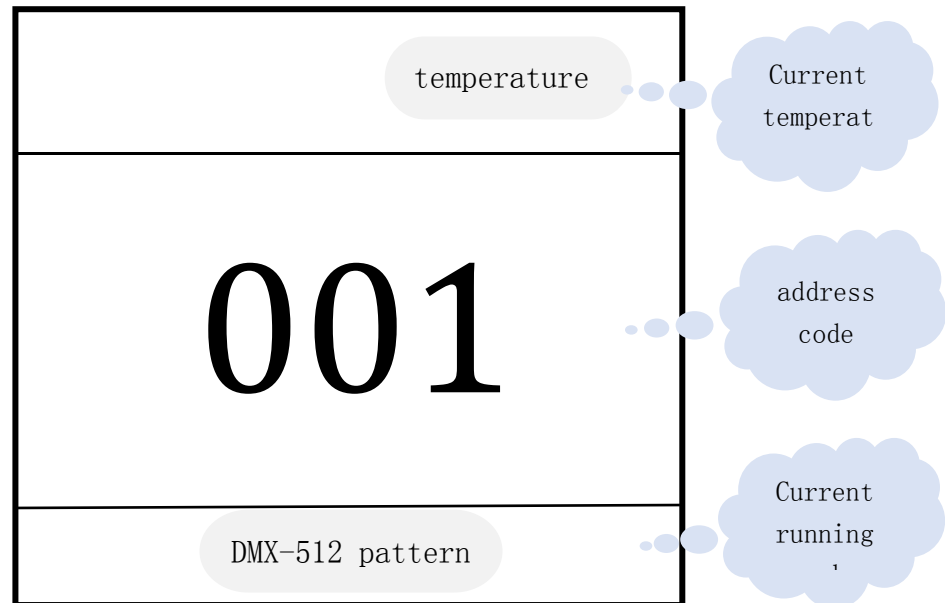 temperature
Current
temperat
001
address
code
Current
running
DMX-512 pattern